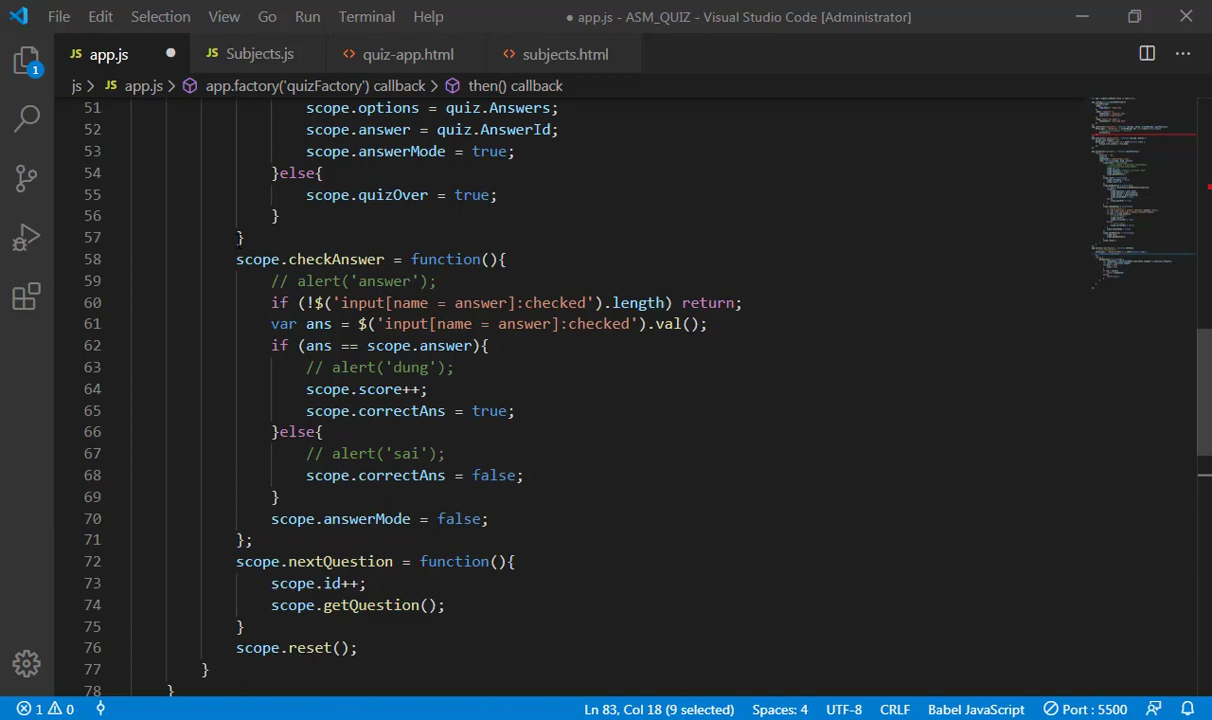 File Edit Selection View Go Run Terminal Help ● app.js - ASM_QUIZ - Visual Studio Code [Administrator]
JS app.js ● JS Subjects.js <> quiz-app.html <> subjects.html ···
js > JS app.js > app.factory('quizFactory') callback > then() callback
1
51 scope.options = quiz.Answers;
52 scope.answer = quiz.AnswerId;
53 scope.answerMode = true;
54 }else{
55 scope.quizOver = true;
56 }
57 }
58 scope.checkAnswer = function(){
59 // alert('answer');
60 if (!$('input[name = answer]:checked').length) return;
61 var ans = $('input[name = answer]:checked').val();
62 if (ans == scope.answer){
63 // alert('dung');
64 scope.score++;
65 scope.correctAns = true;
66 }else{
67 // alert('sai');
68 scope.correctAns = false;
69 }
70 scope.answerMode = false;
71 };
72 scope.nextQuestion = function(){
73 scope.id++;
74 scope.getQuestion();
75 }
76 scope.reset();
77 }
78 }
1 0 Ln 83, Col 18 (9 selected) Spaces: 4 UTF-8 CRLF Babel JavaScript Port : 5500